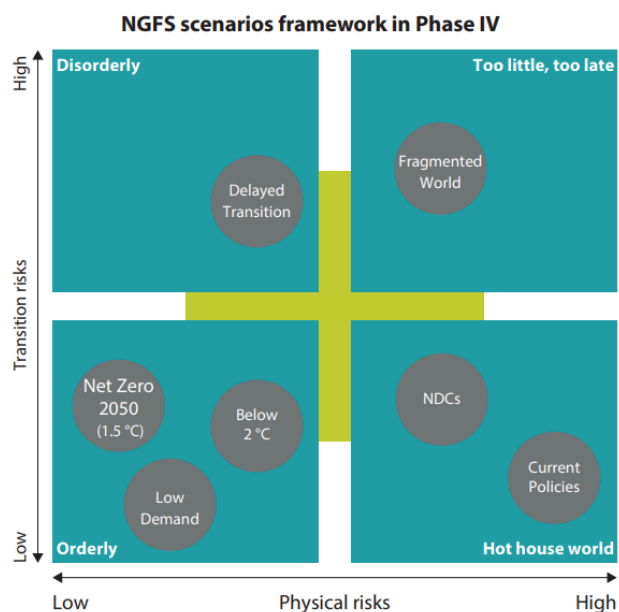 NGFS scenarios framework in Phase IV
High
Disorderly
Too little, too late
Fragmented
World
Delayed
Transition
Transition risks
Net Zero
2050
(1.5 °C)
Below
2 °C
NDCs
Low
Demand
Current
Policies
Low
Orderly
Hot house world
Low
Physical risks
High